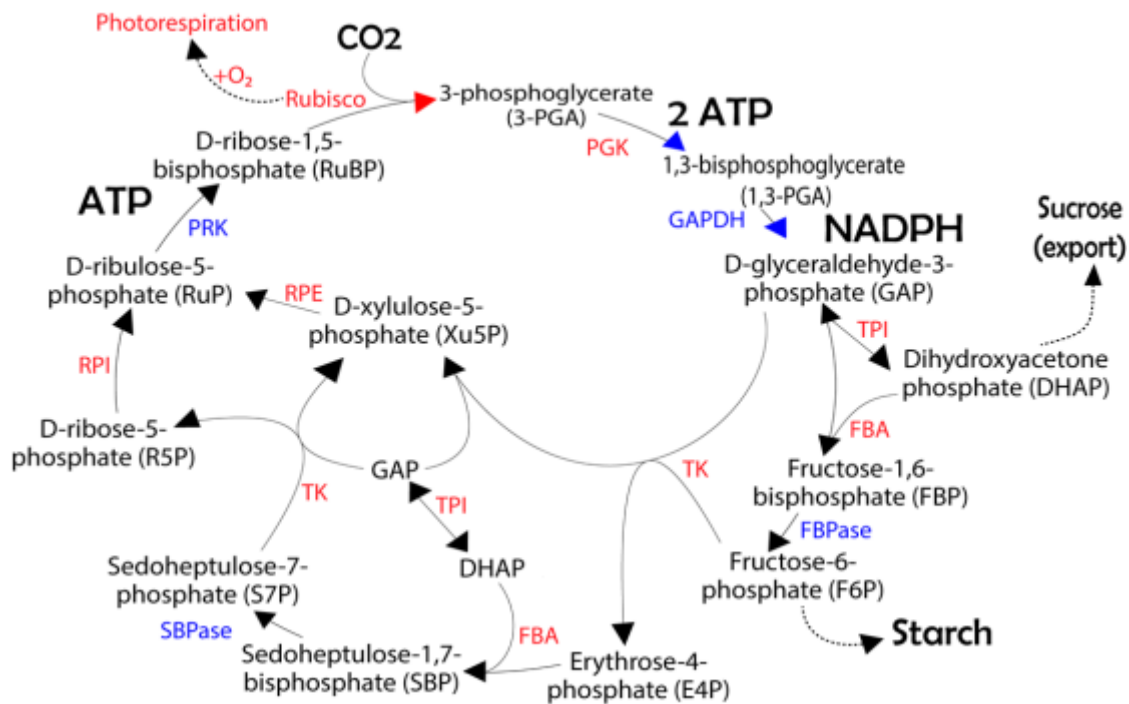 Photorespiration
CO2
+O₂
Rubisco
3-phosphoglycerate
(3-PGA)
2 ATP
PGK
D-ribose-1,5-
bisphosphate (RuBP)
1,3-bisphosphoglycerate
(1,3-PGA)
ATP
PRK
GAPDH
NADPH
Sucrose
(export)
D-ribulose-5-
phosphate (RuP)
D-glyceraldehyde-3-
phosphate (GAP)
RPE
D-xylulose-5-
phosphate (Xu5P)
TPI
Dihydroxyacetone
phosphate (DHAP)
RPI
D-ribose-5-
phosphate (R5P)
FBA
GAP
TK
Fructose-1,6-
bisphosphate (FBP)
TK
TPI
FBPase
Sedoheptulose-7-
phosphate (S7P)
DHAP
Fructose-6-
phosphate (F6P)
SBPase
FBA
Starch
Sedoheptulose-1,7-
bisphosphate (SBP)
Erythrose-4-
phosphate (E4P)